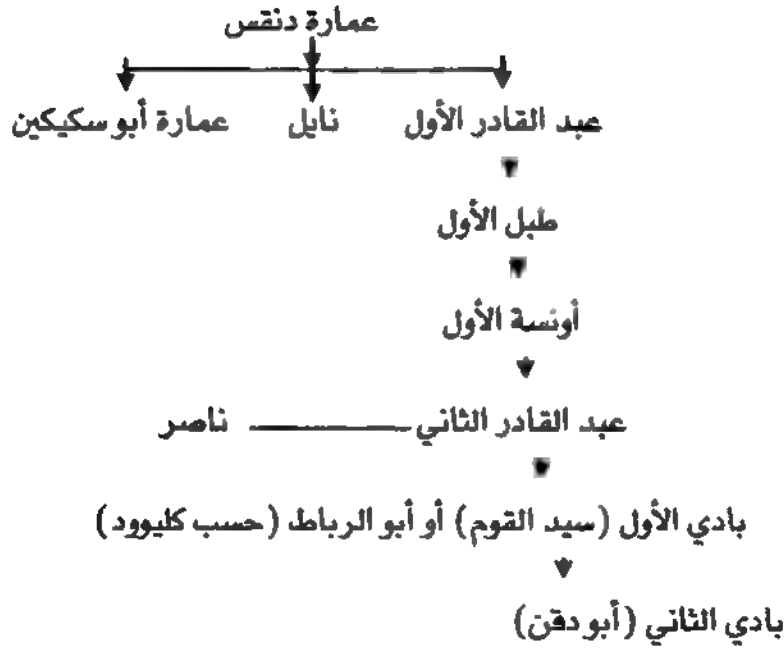 عمارة دنقس
عبد القادر الأول نايل عمارة أبو سكيكين
طبل الأول
أونسة الأول
عبد القادر الثاني ناصر
بادي الأول (سيد القوم) أو أبو الرباط (حسب كليوود)
بادي الثاني (أبو دقن)